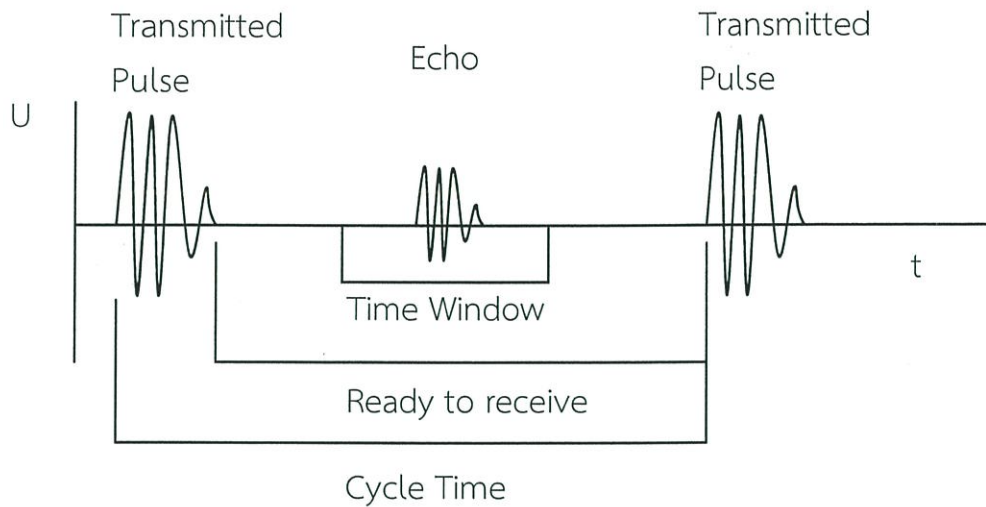 Transmitted
Pulse
Echo
Transmitted
Pulse
U
t
Time Window
Ready to receive
Cycle Time